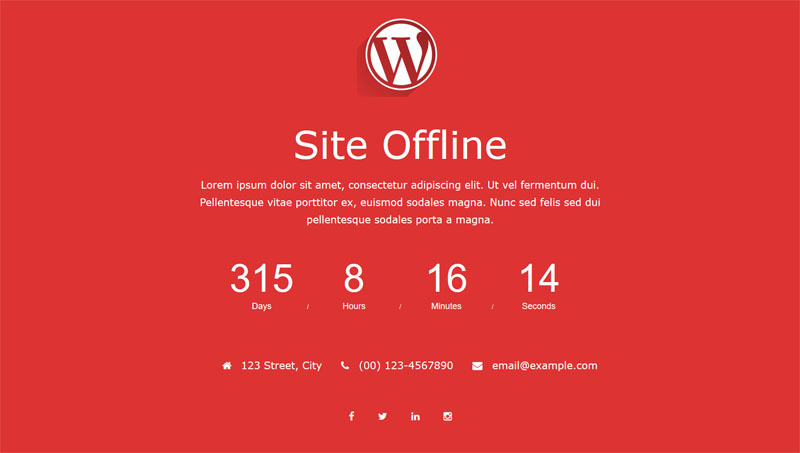 W
Site Offline
Lorem ipsum dolor sit amet, consectetur adipiscing elit. Ut vel fermentum dui.
Pellentesque vitae porttitor ex, euismod sodales magna. Nunc sed felis sed dui
pellentesque sodales porta a magna.
315 8 16 14
Days / Hours / Minutes / Seconds
123 Street, City (00) 123-4567890 email@example.com